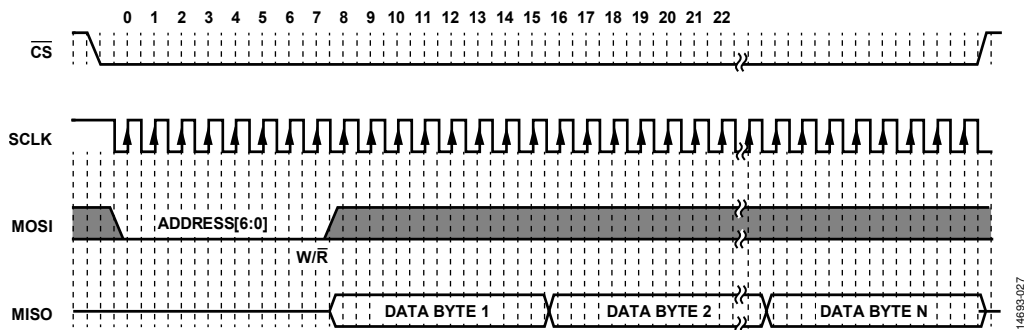 0 1 2 3 4 5 6 7 8 9 10 11 12 13 14 15 16 17 18 19 20 21 22
CS
SCLK
MOSI
ADDRESS[6:0]
W/R
MISO
DATA BYTE 1
DATA BYTE 2
DATA BYTE N
14693-027